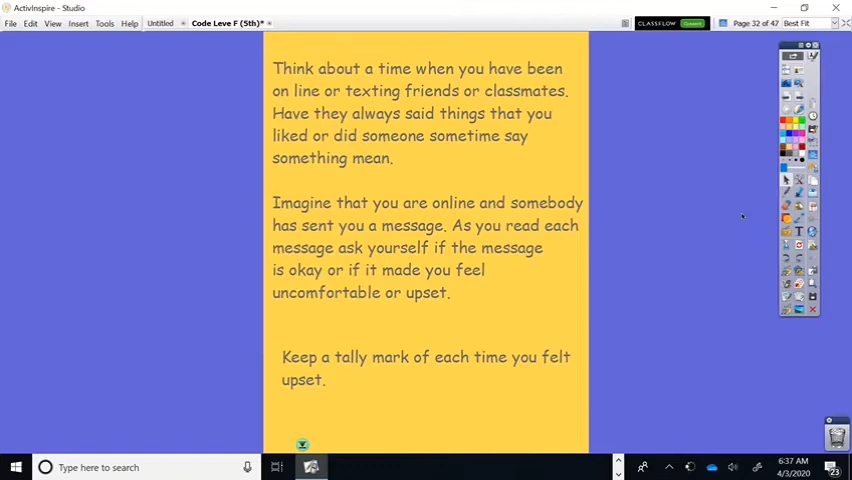 ActivInspire - Studio
File Edit View Insert Tools Help Untitled Code Leve F (5th)* CLASSFLOW Connect Page 32 of 47 Best Fit
Think about a time when you have been
on line or texting friends or classmates.
Have they always said things that you
liked or did someone sometime say
something mean.
Imagine that you are online and somebody
has sent you a message. As you read each
message ask yourself if the message
is okay or if it made you feel
uncomfortable or upset.
Keep a tally mark of each time you felt
upset.
Type here to search
6:37 AM
4/3/2020
23